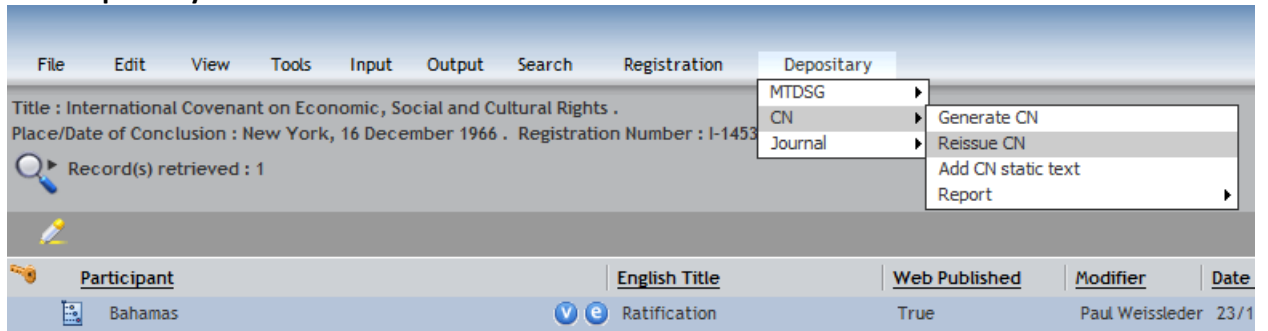 File Edit View Tools Input Output Search Registration Depositary
MTDSG
Title : International Covenant on Economic, Social and Cultural Rights .
CN Generate CN
Place/Date of Conclusion : New York, 16 December 1966 . Registration Number : I-1453
Journal Reissue CN
Record(s) retrieved : 1
Add CN static text
Report
Participant English Title Web Published Modifier Date
Bahamas V e Ratification True Paul Weissleder 23/1